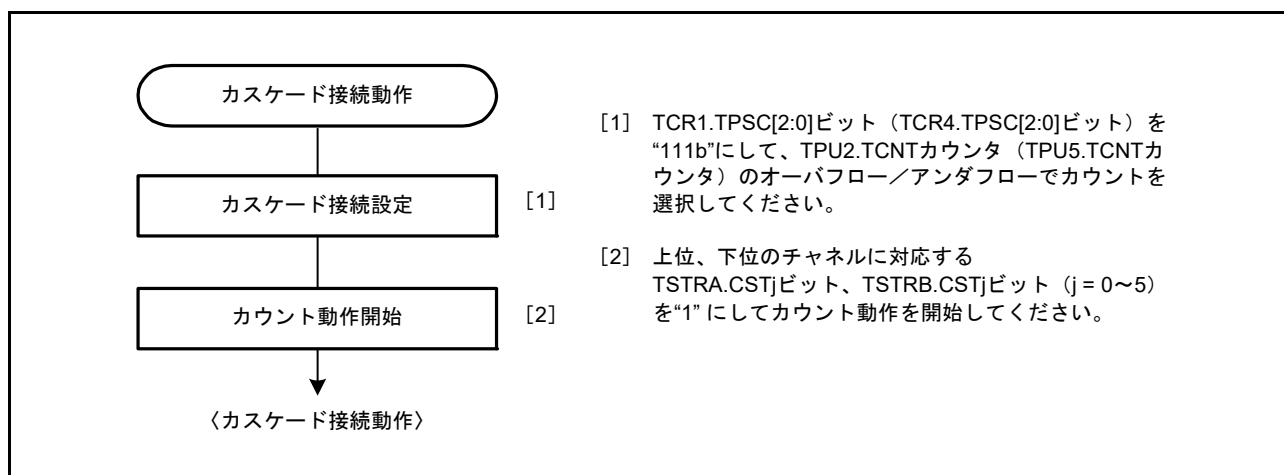 カスケード接続動作
カスケード接続設定 [1]
カウント動作開始 [2]
〈カスケード接続動作〉
[1] TCR1.TPSC[2:0]ビット（TCR4.TPSC[2:0]ビット）を
“111b”にして、TPU2.TCNTカウンタ（TPU5.TCNTカ
ウンタ）のオーバフロー／アンダフローでカウントを
選択してください。
[2] 上位、下位のチャネルに対応する
TSTRA.CSTjビット、TSTRB.CSTjビット（j = 0～5）
を“1” にしてカウント動作を開始してください。